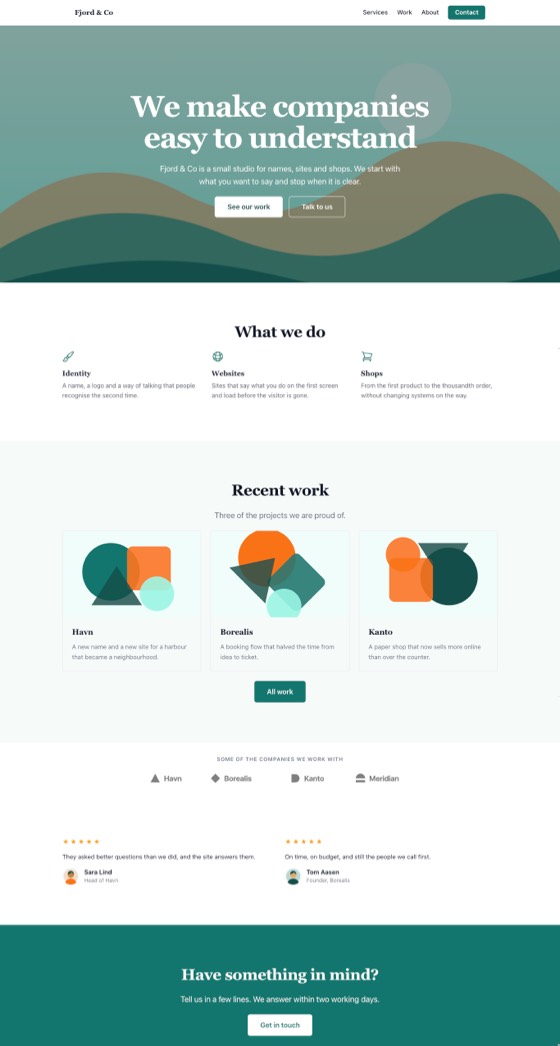 Fjord & Co
Services
Work
About
Contact
We make companies
easy to understand
Fjord & Co is a small studio for names, sites and shops. We start with
what you want to say and stop when it is clear.
See our work
Talk to us
What we do
Identity
A name, a logo and a way of talking that people
recognise the second time.
Websites
Sites that say what you do on the first screen
and load before the visitor is gone.
Shops
From the first product to the thousandth order,
without changing systems on the way.
Recent work
Three of the projects we are proud of.
Havn
A new name and a new site for a harbour
that became a neighbourhood.
Borealis
A booking flow that halved the time from
idea to ticket.
Kanto
A paper shop that now sells more online
than over the counter.
All work
SOME OF THE COMPANIES WE WORK WITH
Havn
Borealis
Kanto
Meridian
They asked better questions than we did, and the site answers them.
Sara Lind
Head of Havn
On time, on budget, and still the people we call first.
Tom Aasen
Founder, Borealis
Have something in mind?
Tell us in a few lines. We answer within two working days.
Get in touch